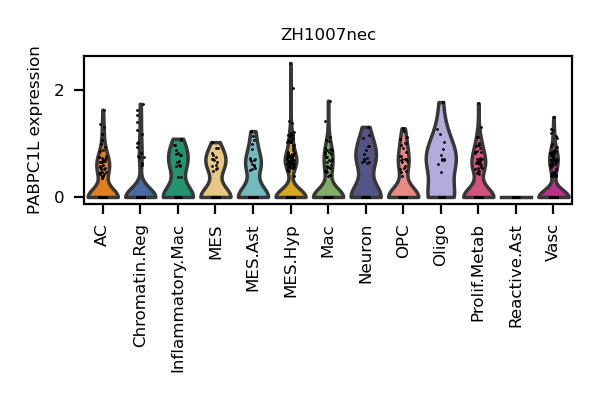 ZH1007nec
PABPC1L expression
2
0
AC
Chromatin.Reg
Inflammatory.Mac
MES
MES.Ast
MES.Hyp
Mac
Neuron
OPC
Oligo
Prolif.Metab
Reactive.Ast
Vasc